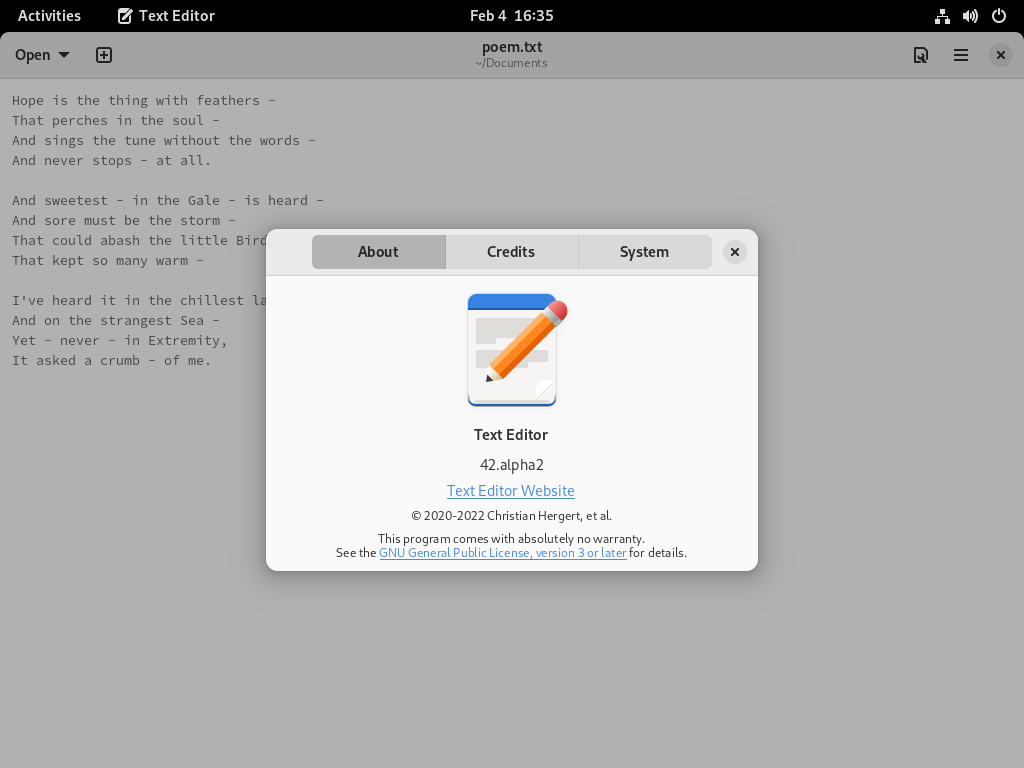 Activities Text Editor Feb 4 16:35
Open poem.txt
~/Documents
Hope is the thing with feathers –
That perches in the soul –
And sings the tune without the words –
And never stops – at all.
And sweetest – in the Gale – is heard –
And sore must be the storm –
That could abash the little Bird
That kept so many warm –
I've heard it in the chillest la
And on the strangest Sea –
Yet – never – in Extremity,
It asked a crumb – of me.
About Credits System
Text Editor
42.alpha2
Text Editor Website
© 2020-2022 Christian Hergert, et al.
This program comes with absolutely no warranty.
See the GNU General Public License, version 3 or later for details.